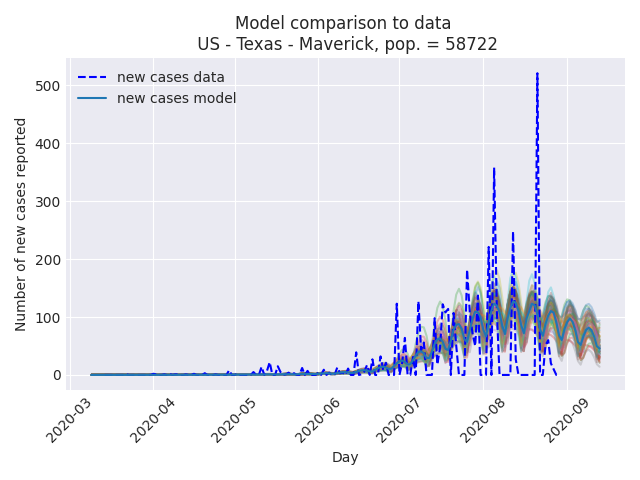 Model comparison to data
US - Texas - Maverick, pop. = 58722
new cases data
new cases model
Number of new cases reported
500
400
300
200
100
0
2020-03
2020-04
2020-05
2020-06
2020-07
2020-08
2020-09
Day